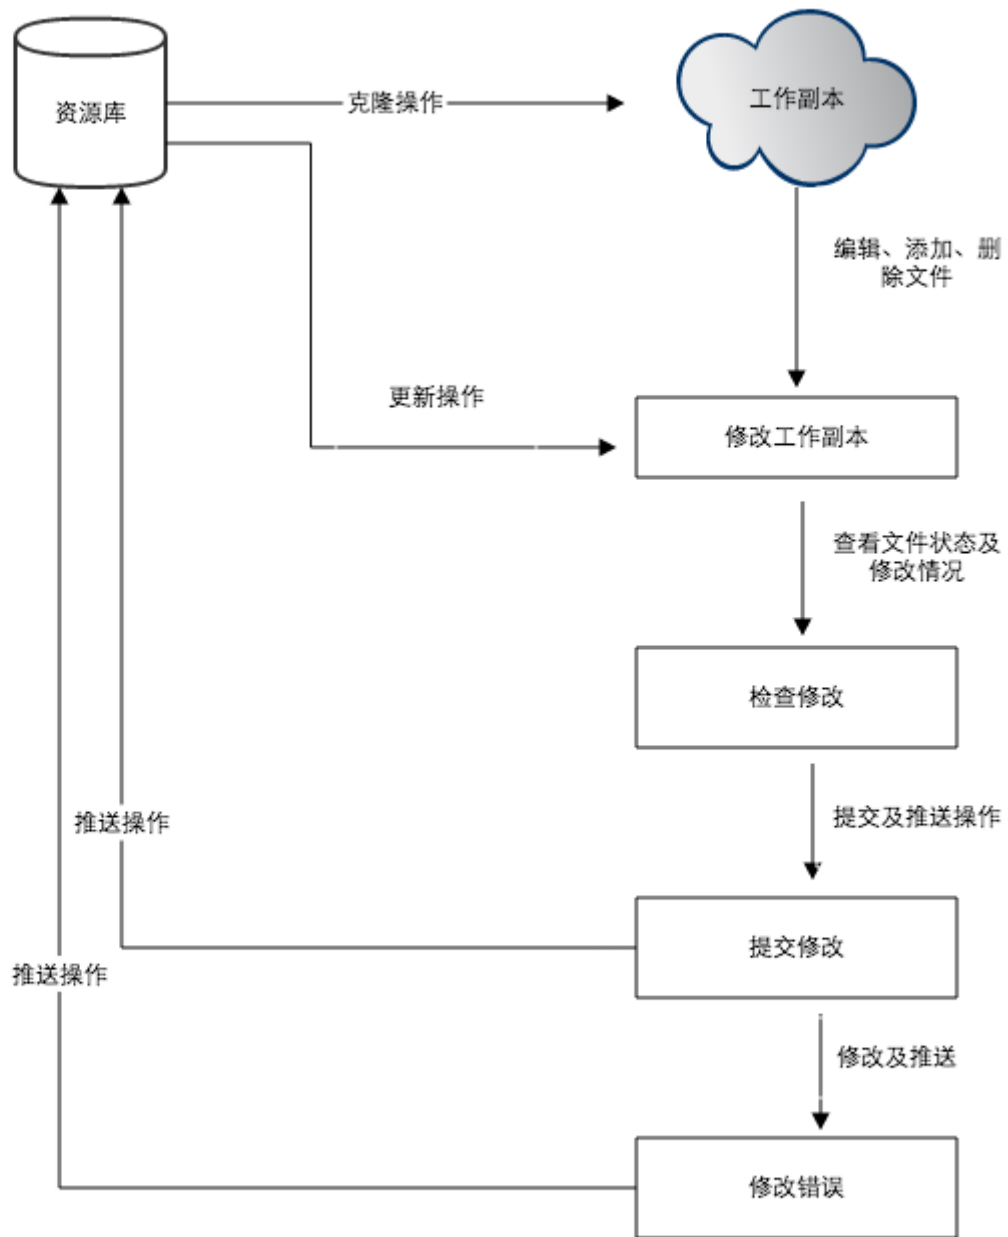 资源库
克隆操作
工作副本
编辑、添加、删
除文件
更新操作
修改工作副本
查看文件状态及
修改情况
检查修改
推送操作
提交及推送操作
提交修改
推送操作
修改及推送
修改错误